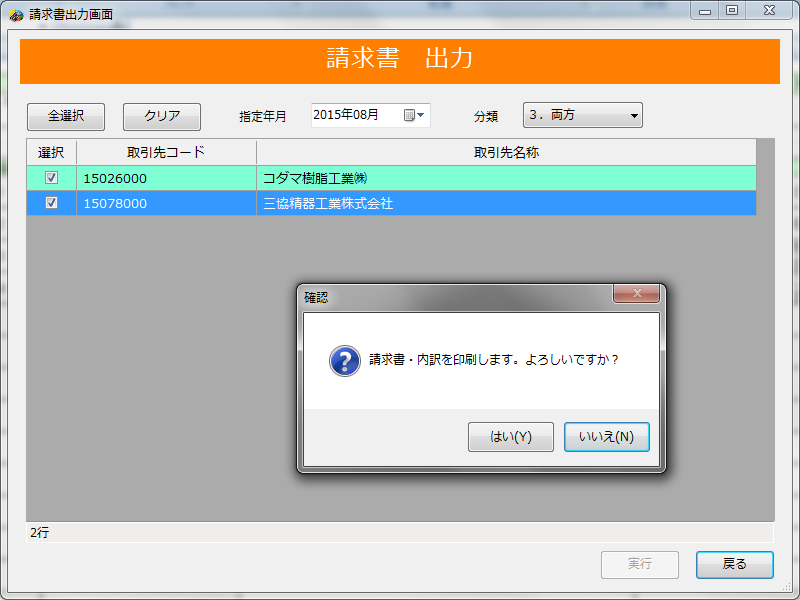 請求書出力画面
請求書　出力
全選択 クリア 指定年月 2015年08月 分類 3．両方
選択 取引先コード 取引先名称
15026000 コダマ樹脂工業㈱
15078000 三協精器工業株式会社
確認
請求書・内訳を印刷します。よろしいですか？
はい(Y) いいえ(N)
2行
実行 戻る